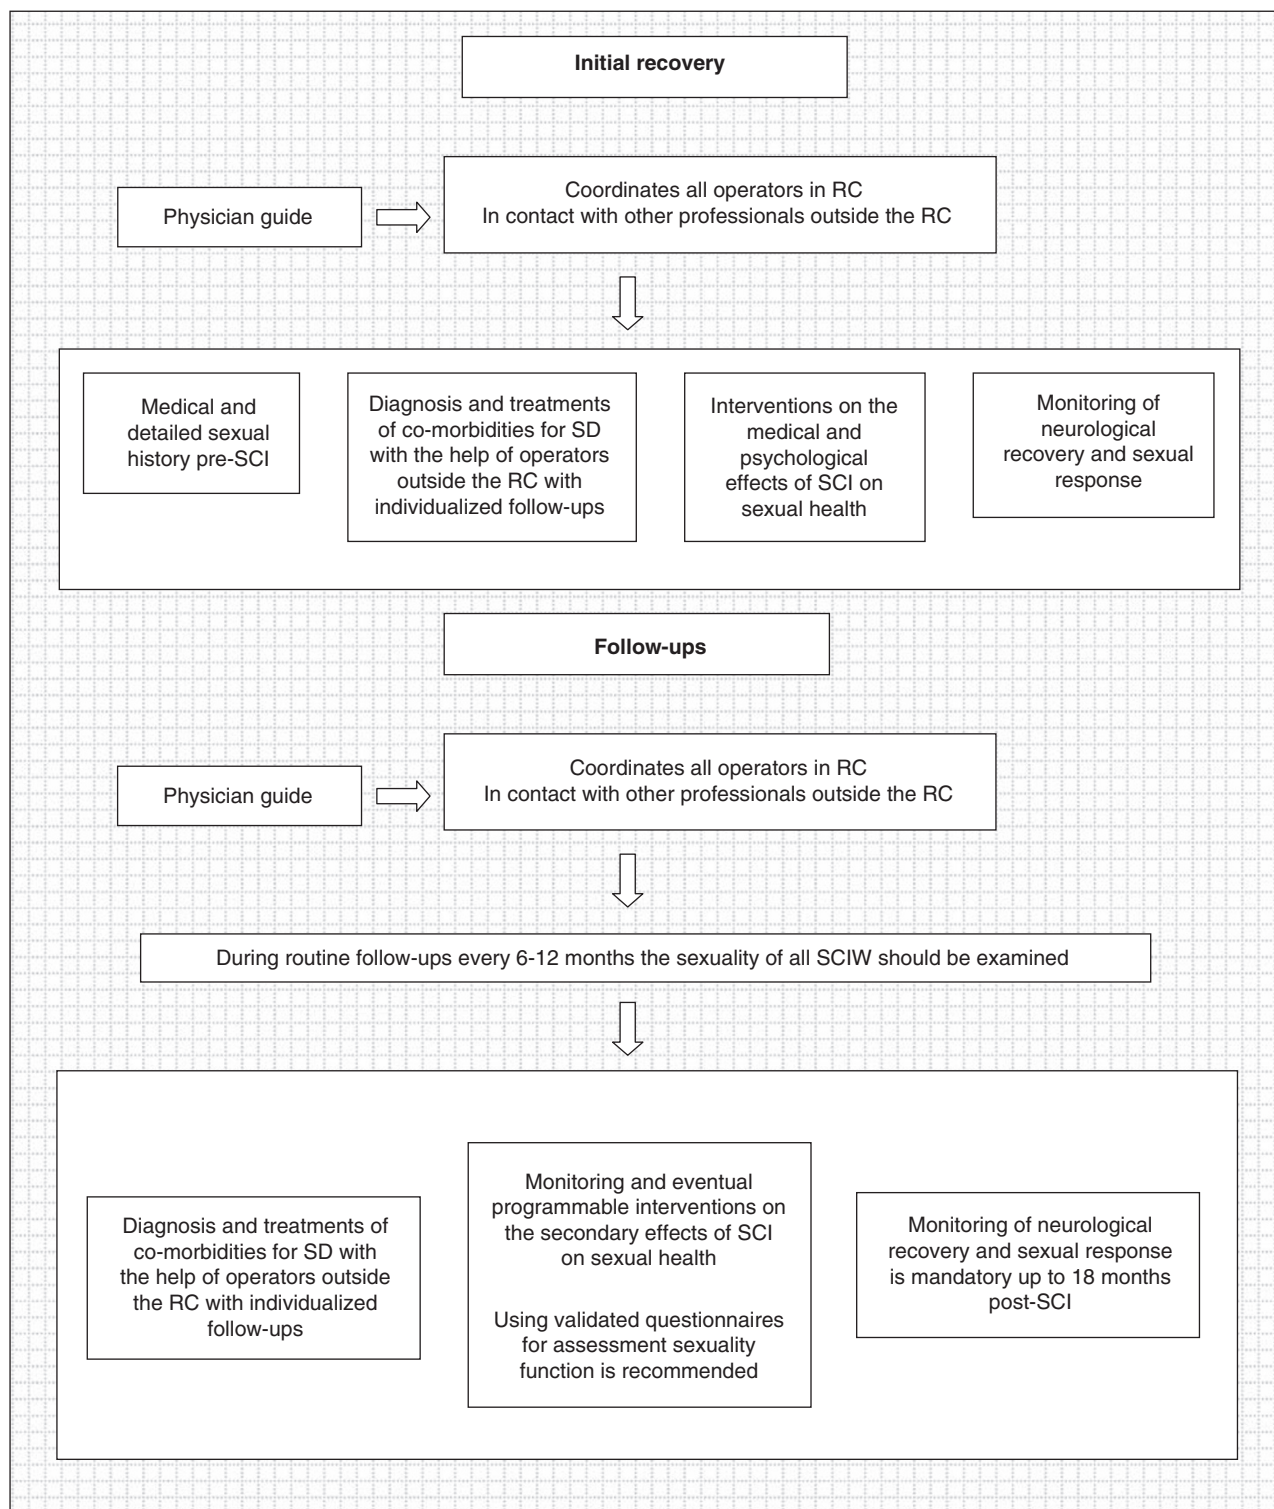 Initial recovery
Physician guide
Coordinates all operators in RC
In contact with other professionals outside the RC
Medical and
detailed sexual
history pre-SCI
Diagnosis and treatments
of co-morbidities for SD
with the help of operators
outside the RC with
individualized follow-ups
Interventions on the
medical and
psychological
effects of SCI on
sexual health
Monitoring of
neurological
recovery and sexual
response
Follow-ups
Physician guide
Coordinates all operators in RC
In contact with other professionals outside the RC
During routine follow-ups every 6-12 months the sexuality of all SCIW should be examined
Diagnosis and treatments of
co-morbidities for SD with
the help of operators outside
the RC with individualized
follow-ups
Monitoring and eventual
programmable interventions on
the secondary effects of SCI
on sexual health
Using validated questionnaires
for assessment sexuality
function is recommended
Monitoring of neurological
recovery and sexual response
is mandatory up to 18 months
post-SCI